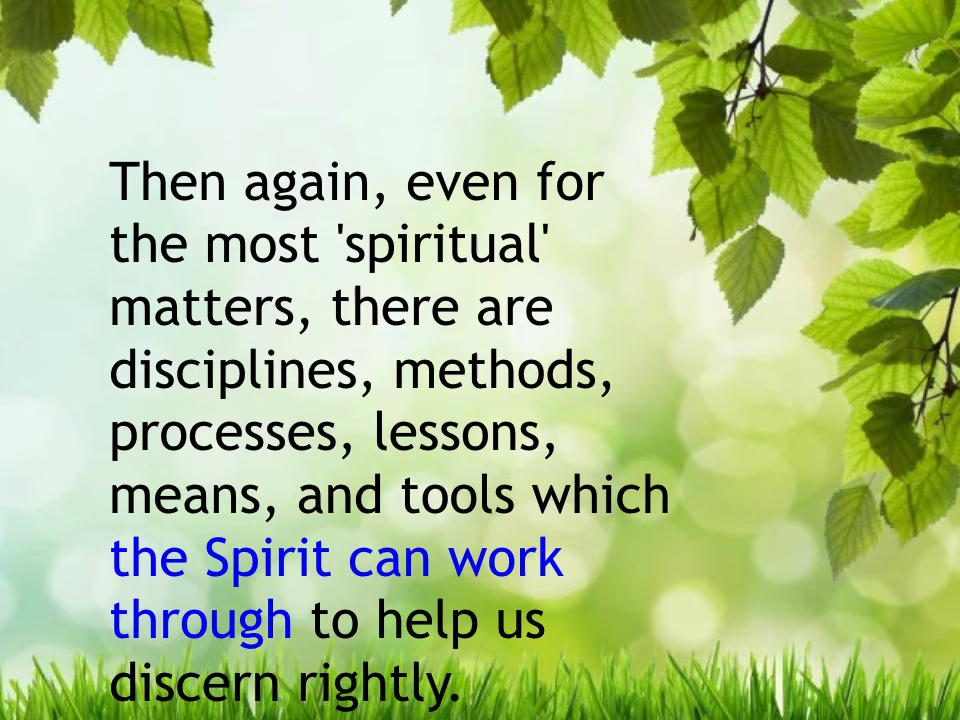 Then again, even for
the most 'spiritual'
matters, there are
disciplines, methods,
processes, lessons,
means, and tools which
the Spirit can work
through to help us
discern rightly.